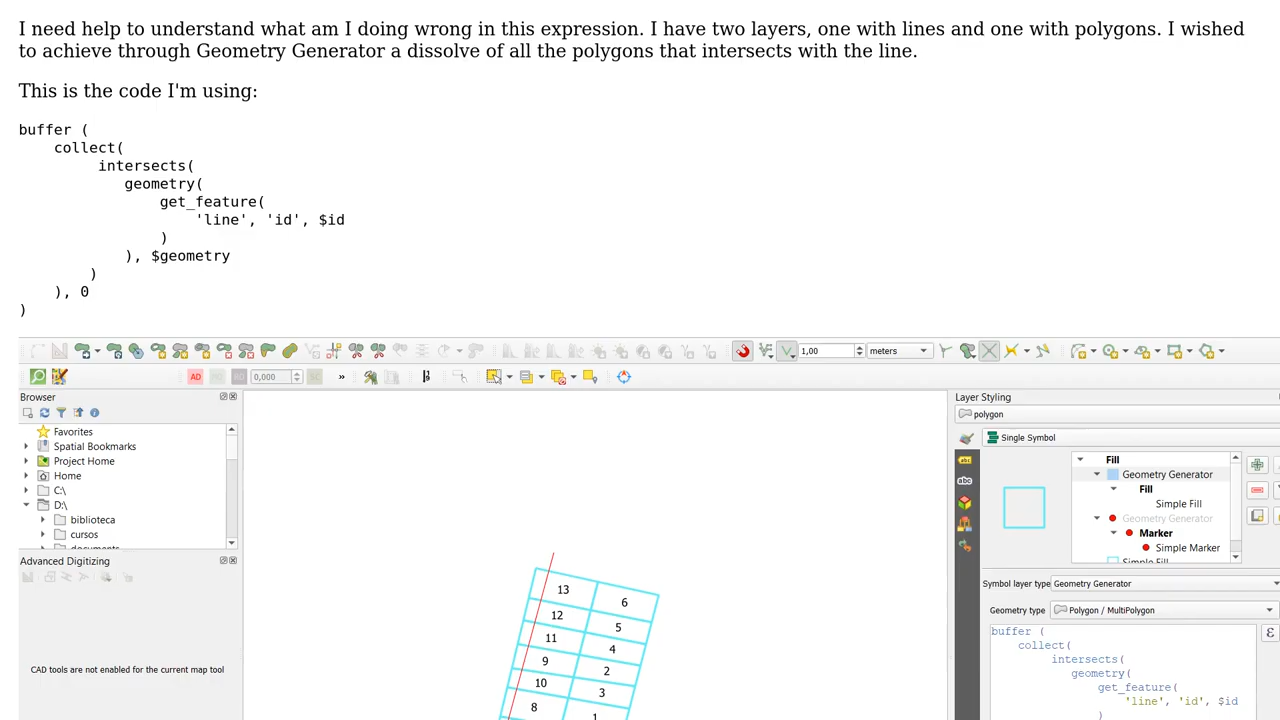 I need help to understand what am I doing wrong in this expression. I have two layers, one with lines and one with polygons. I wished
to achieve through Geometry Generator a dissolve of all the polygons that intersects with the line.
This is the code I'm using:
buffer (
collect(
intersects(
geometry(
get_feature(
'line', 'id', $id
)
), $geometry
)
), 0
)
1,00 meters
AD 0,000 »
Browser
Favorites
Spatial Bookmarks
Project Home
Home
C:\
D:\
biblioteca
cursos
documents
Advanced Digitizing
CAD tools are not enabled for the current map tool
13
6
12
5
11
4
9
2
10
3
8
1
Layer Styling
polygon
Single Symbol
abc
abc
Fill
Geometry Generator
Fill
Simple Fill
Geometry Generator
Marker
Simple Marker
Simple Fill
Symbol layer type Geometry Generator
Geometry type Polygon / MultiPolygon
buffer (
collect(
intersects(
geometry(
get_feature(
'line', 'id', $id
)
ε